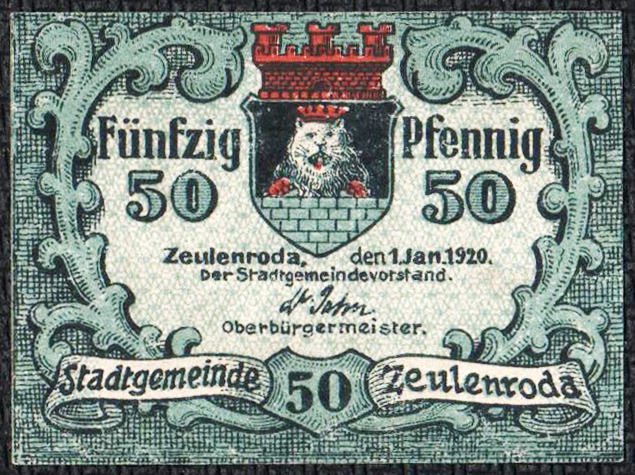 Fünfzig Pfennig
50 50
Zeulenroda, den 1. Jan. 1920.
Der Stadtgemeindevorstand.
Oberbürgermeister.
Stadtgemeinde 50 Zeulenroda